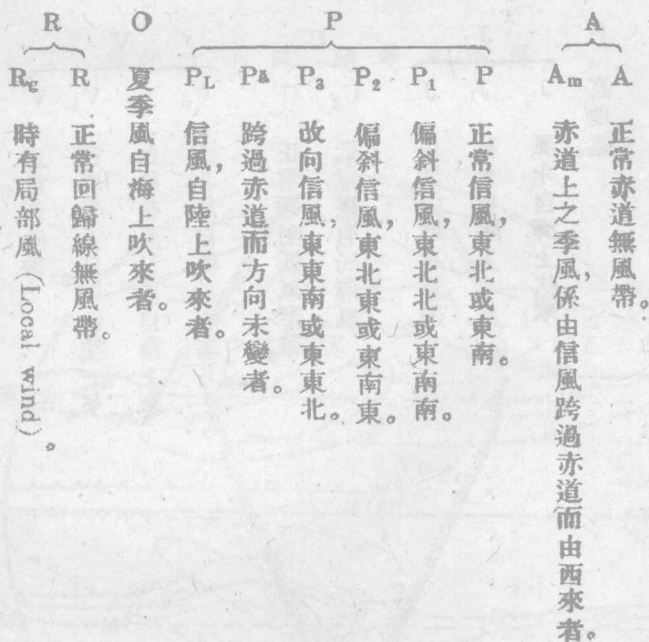 A
A 正常赤道無風帶。
Am 赤道上之季風，係由信風跨過赤道而由西來者。
P
P 正常信風，東北或東南。
P₁ 偏斜信風，東北北或東南南。
P₂ 偏斜信風，東北東或東南東。
P₃ 改向信風，東東南或東東北。
Pä 跨過赤道而方向未變者。
PL 信風，自陸上吹來者。
O 夏季風自海上吹來者。
R
R 正常回歸線無風帶。
Rg 時有局部風（Local wind）。